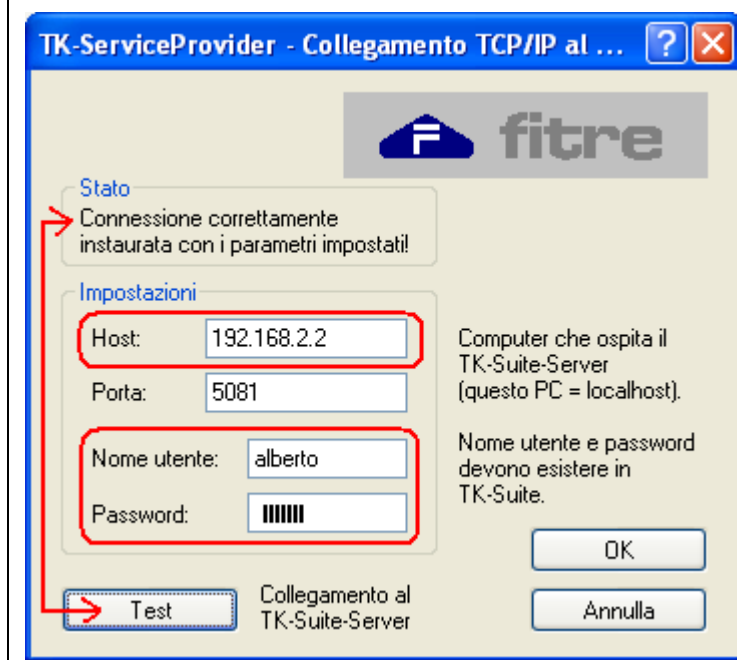 TK-ServiceProvider - Collegamento TCP/IP al ...
fitre
Stato
Connessione correttamente
instaurata con i parametri impostati!
Impostazioni
Host: 192.168.2.2
Computer che ospita il
TK-Suite-Server
(questo PC = localhost).
Porta: 5081
Nome utente: alberto
Nome utente e password
devono esistere in
TK-Suite.
Password:
OK
Test
Collegamento al
TK-Suite-Server
Annulla